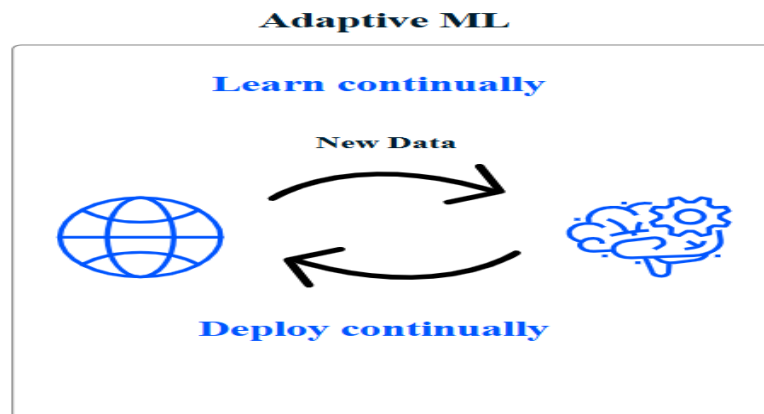 Adaptive ML
Learn continually
New Data
Deploy continually